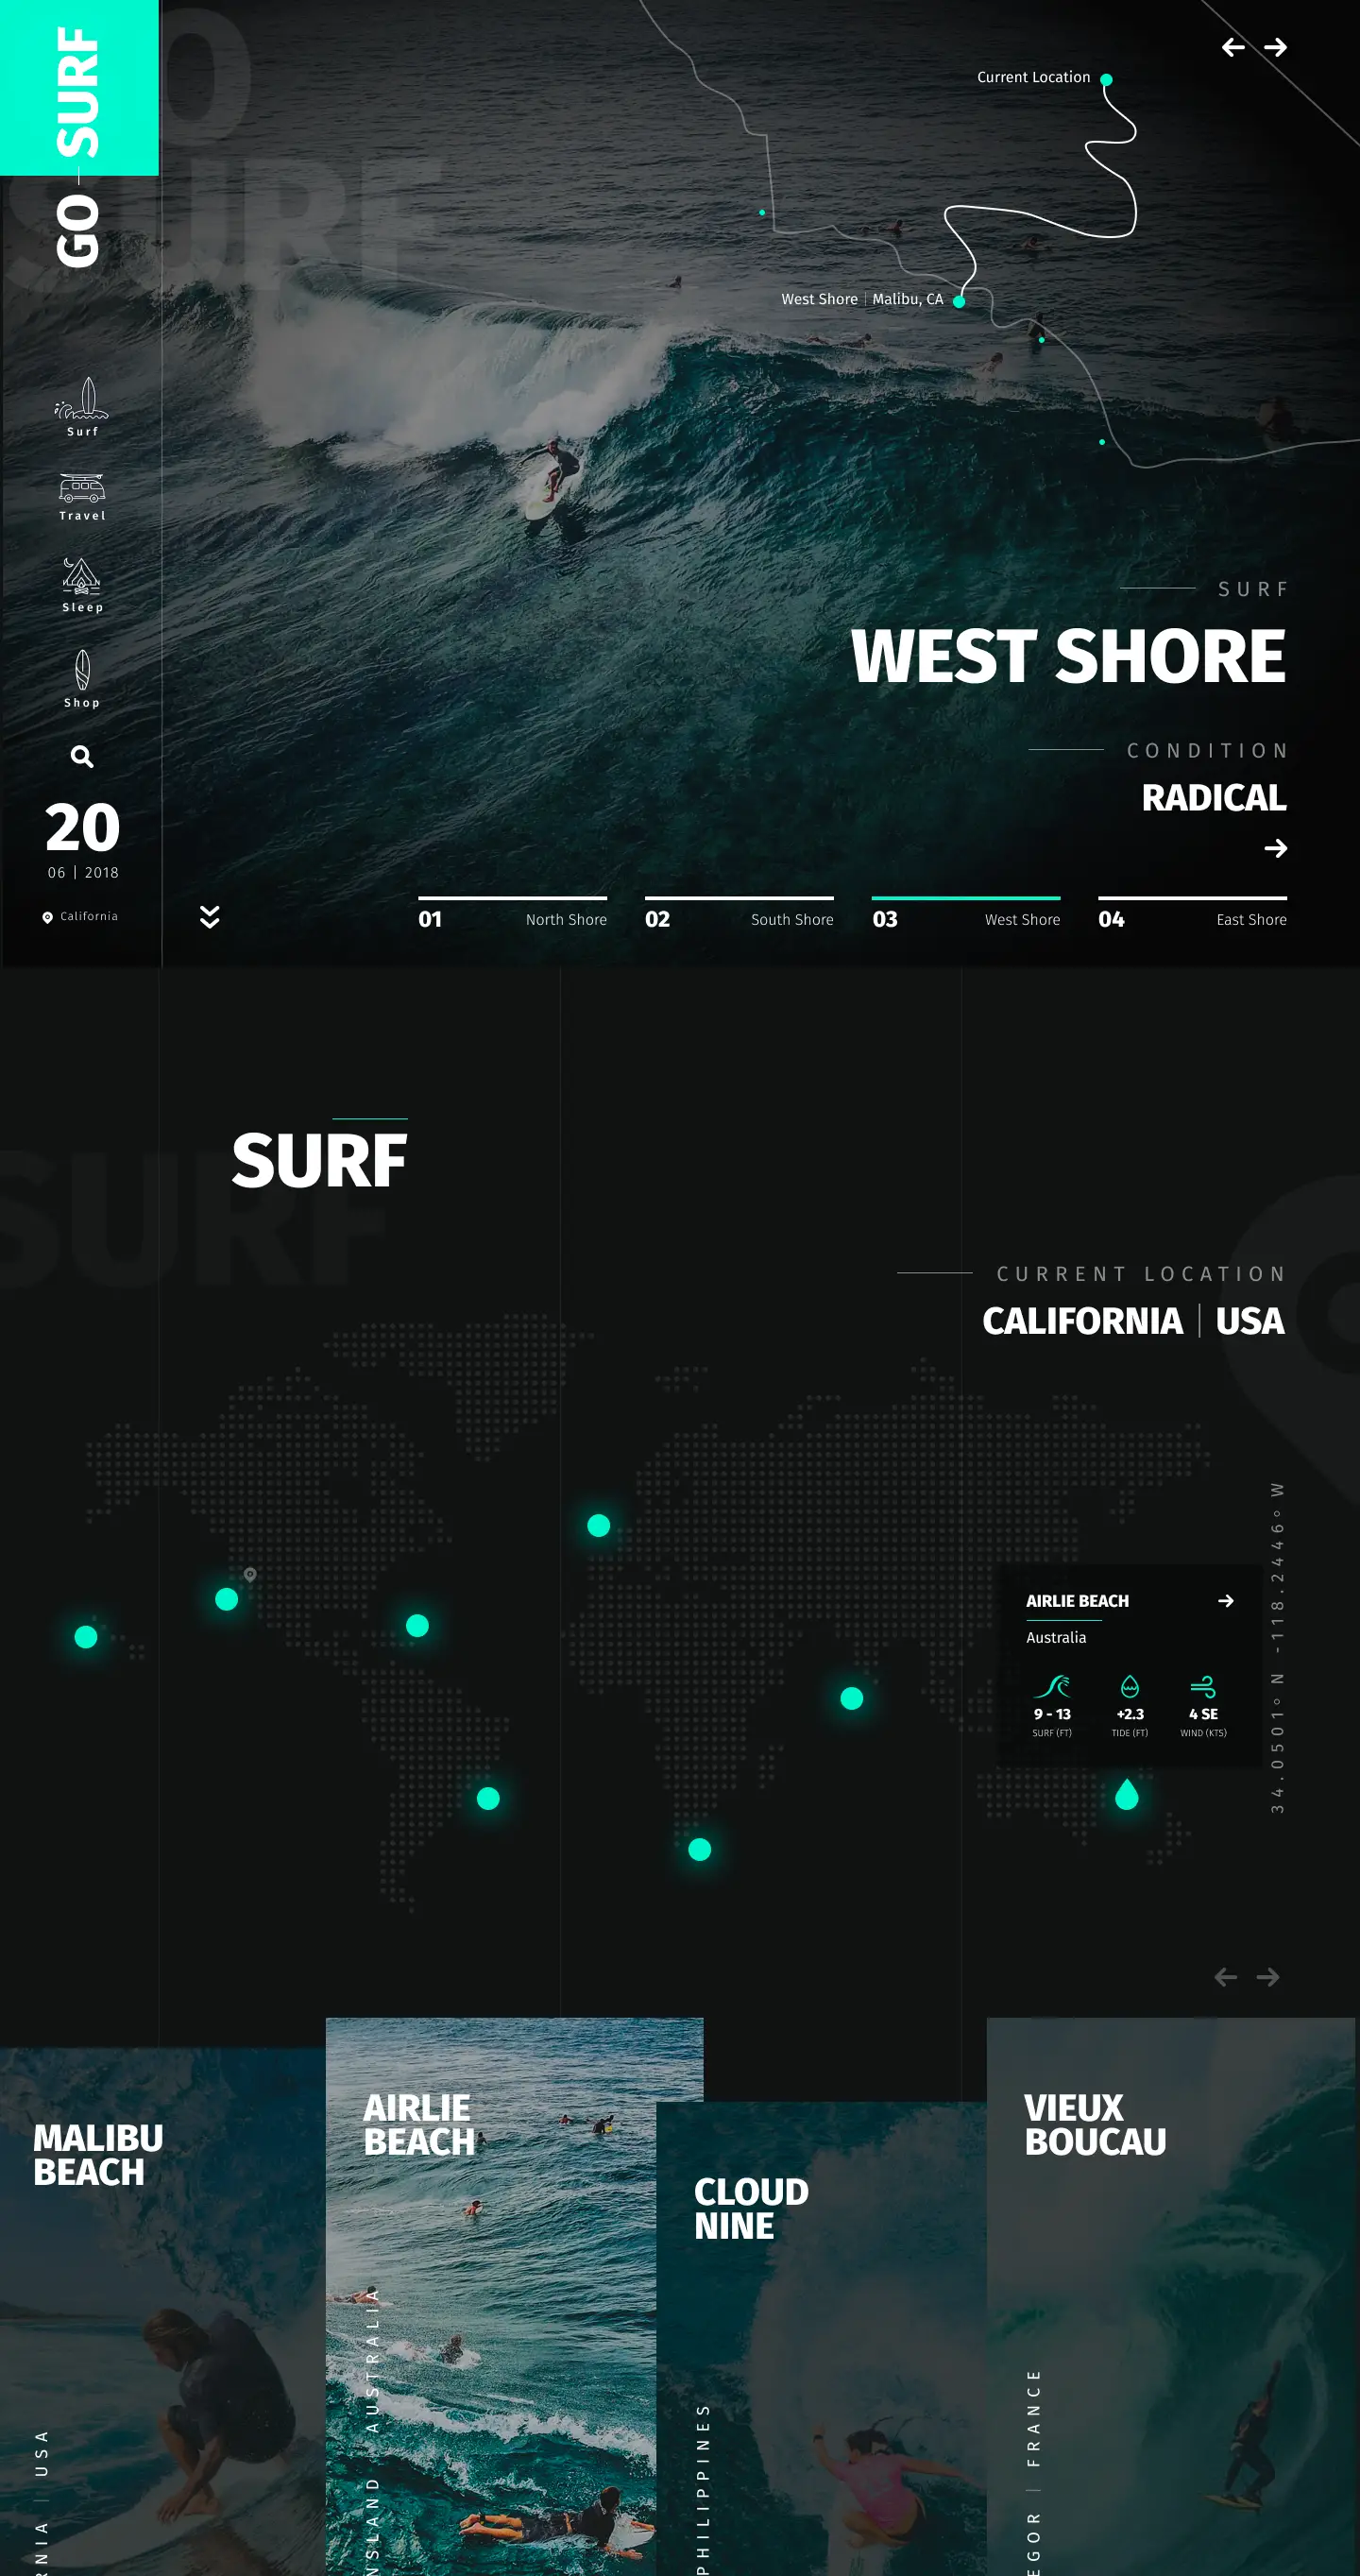 GO SURF
GO
SURF
Current Location
West Shore | Malibu, CA
Surf
Travel
Sleep
Shop
20
06 | 2018
California
SURF
WEST SHORE
CONDITION
RADICAL
01 North Shore
02 South Shore
03 West Shore
04 East Shore
SURF
SURF
CURRENT LOCATION
CALIFORNIA | USA
34.0501° N -118.2446° W
AIRLIE BEACH
Australia
9 - 13
SURF (FT)
+2.3
TIDE (FT)
4 SE
WIND (KTS)
MALIBU
BEACH
RNIA | USA
AIRLIE
BEACH
NSLAND AUSTRALIA
CLOUD
NINE
PHILIPPINES
VIEUX
BOUCAU
EGOR | FRANCE